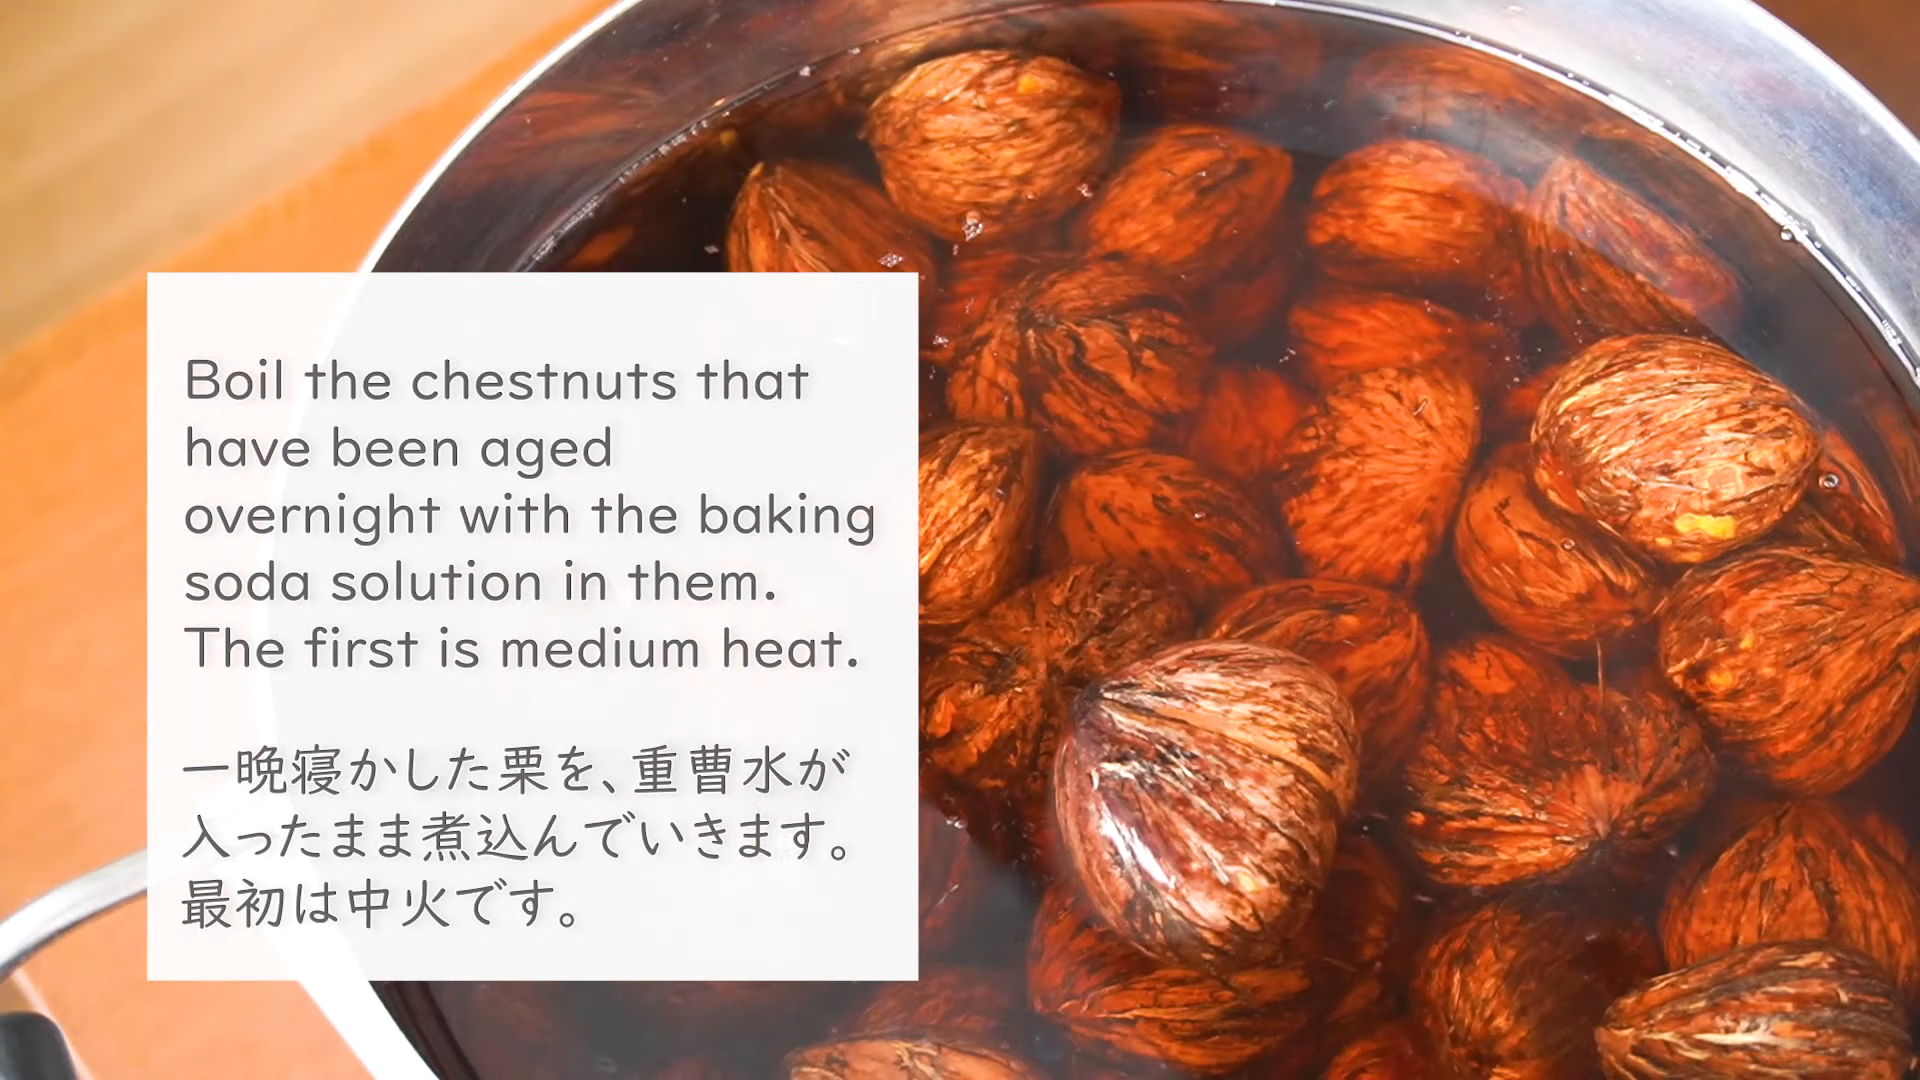 Boil the chestnuts that
have been aged
overnight with the baking
soda solution in them.
The first is medium heat.
一晩寝かした栗を、重曹水が
入ったまま煮込んでいきます。
最初は中火です。